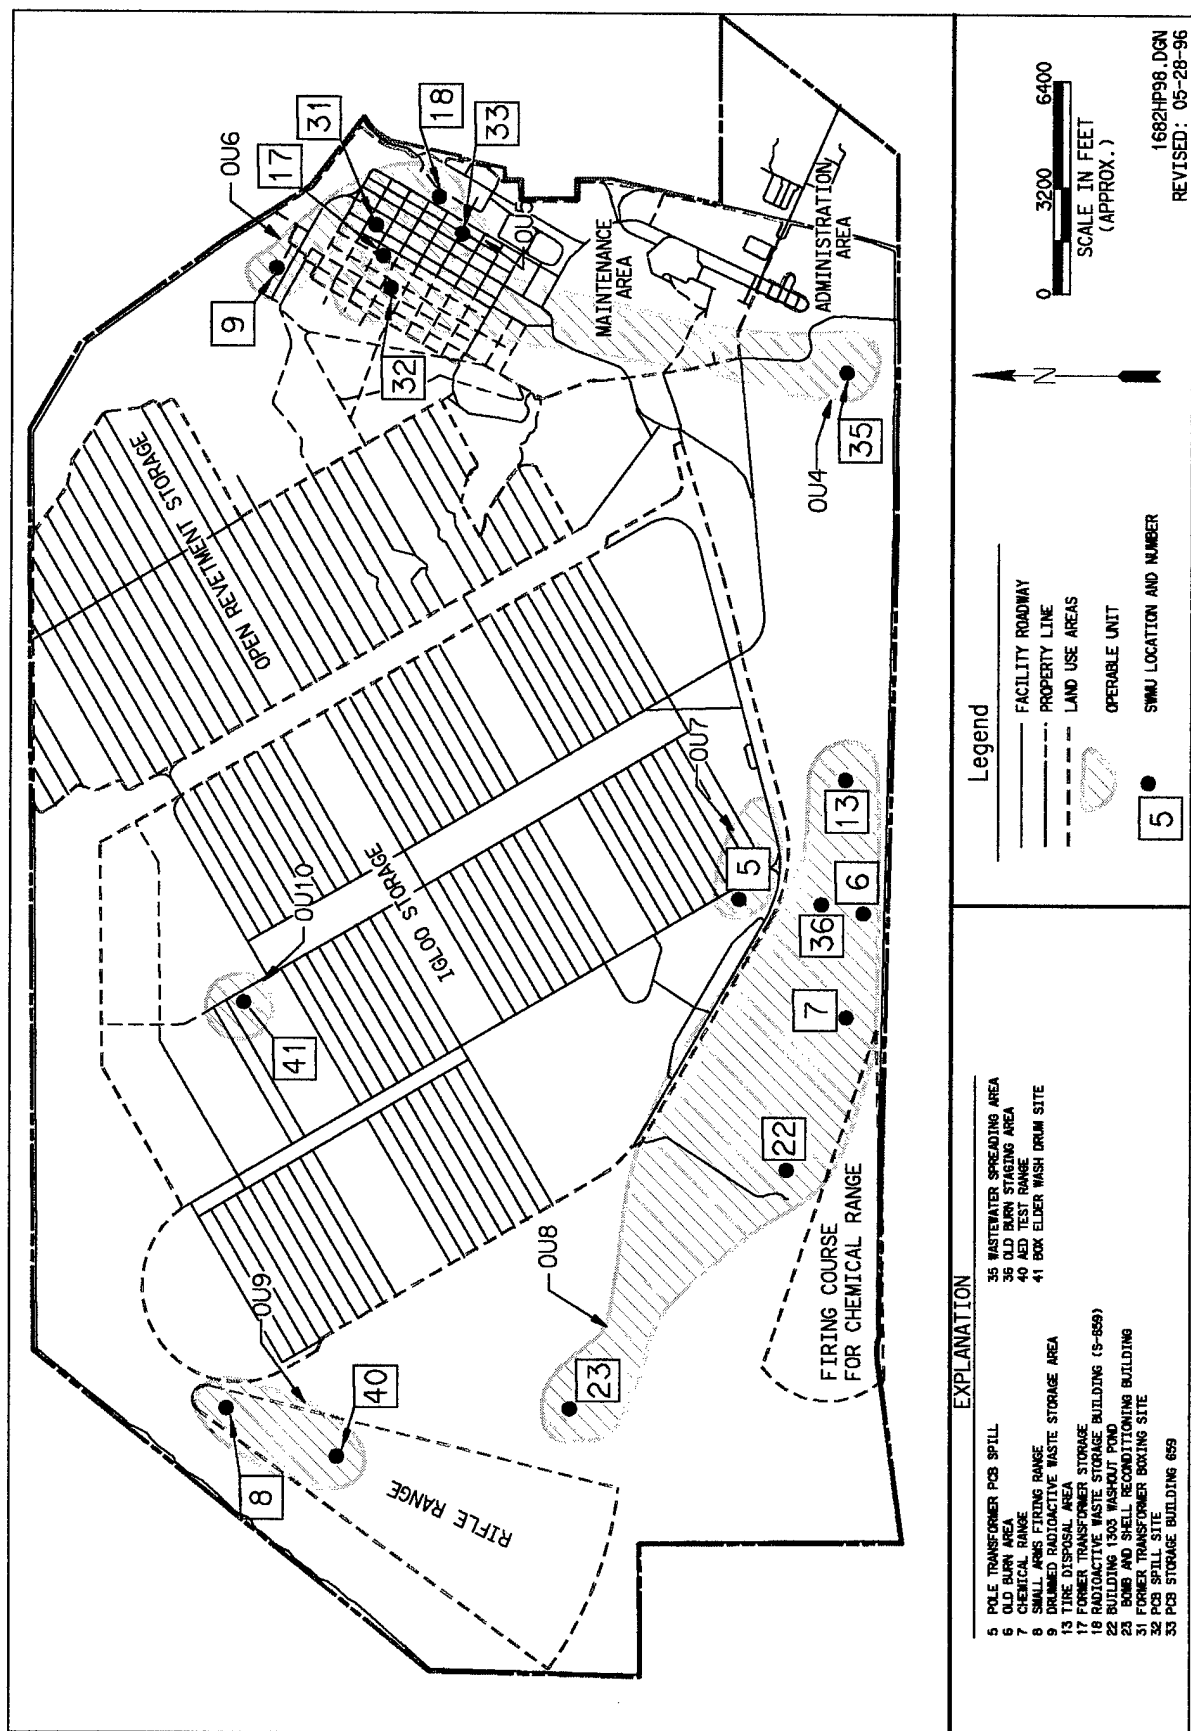 OU6
17
31
18
33
9
32
OU5
MAINTENANCE
AREA
ADMINISTRATION
AREA
OU4
35
OPEN REVETMENT STORAGE
IGLOO STORAGE
OU10
41
OU7
5
13
36
6
7
22
OU8
23
OU9
8
40
RIFLE RANGE
FIRING COURSE
FOR CHEMICAL RANGE
EXPLANATION
5 POLE TRANSFORMER PCB SPILL
6 OLD BURN AREA
7 CHEMICAL RANGE
8 SMALL ARMS FIRING RANGE
9 DRUMMED RADIOACTIVE WASTE STORAGE AREA
13 TIRE DISPOSAL AREA
17 FORMER TRANSFORMER STORAGE
18 RADIOACTIVE WASTE STORAGE BUILDING (S-659)
22 BUILDING 1303 WASHOUT POND
23 BOMB AND SHELL RECONDITIONING BUILDING
31 FORMER TRANSFORMER BOXING SITE
32 PCB SPILL SITE
33 PCB STORAGE BUILDING 659
35 WASTEWATER SPREADING AREA
36 OLD BURN STAGING AREA
40 AED TEST RANGE
41 BOX ELDER WASH DRUM SITE
Legend
FACILITY ROADWAY
PROPERTY LINE
LAND USE AREAS
OPERABLE UNIT
5
SWMU LOCATION AND NUMBER
N
0 3200 6400
SCALE IN FEET
(APPROX.)
1682HP98.DGN
REVISED: 05-28-96